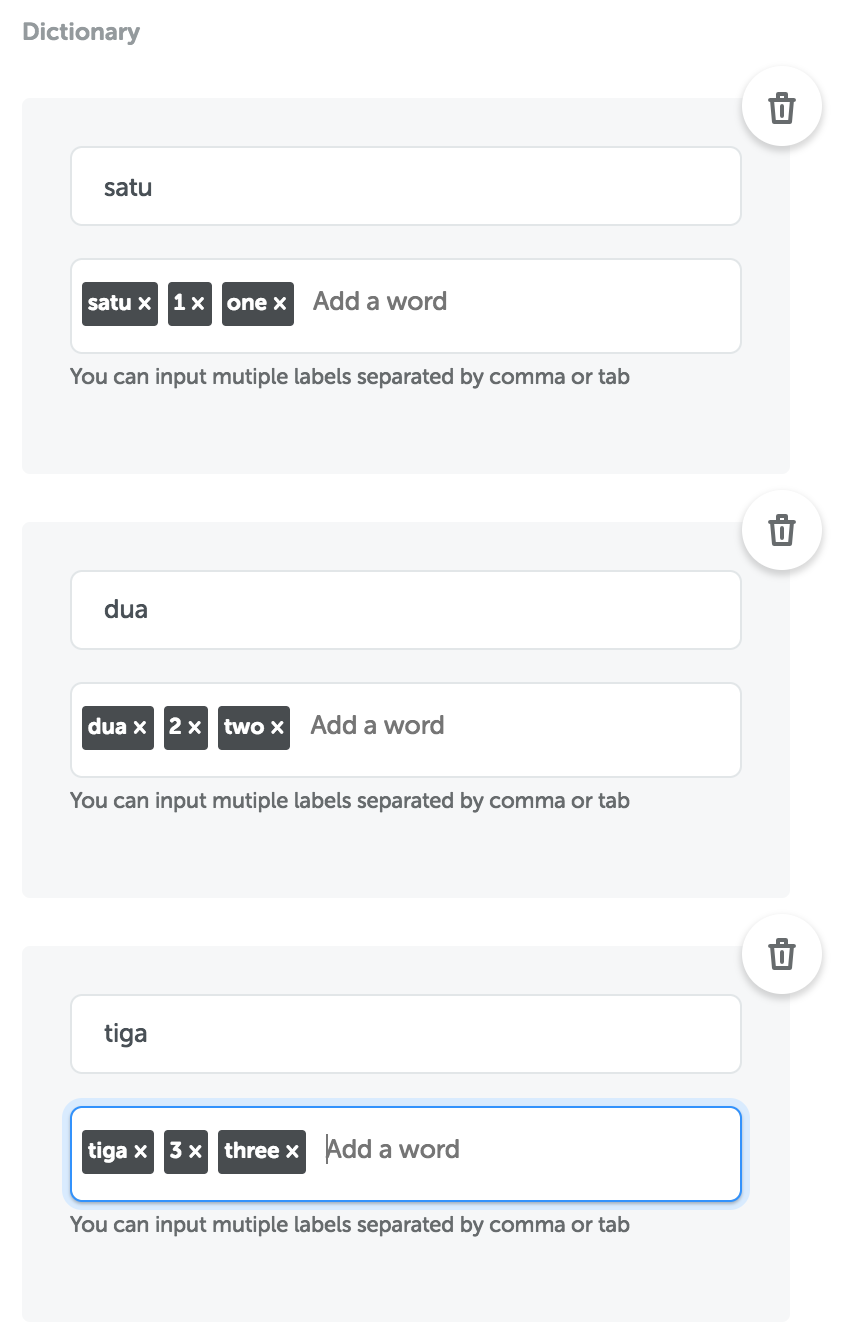 Dictionary
satu
satu × 1 × one × Add a word
You can input mutiple labels separated by comma or tab
dua
dua × 2 × two × Add a word
You can input mutiple labels separated by comma or tab
tiga
tiga × 3 × three × Add a word
You can input mutiple labels separated by comma or tab